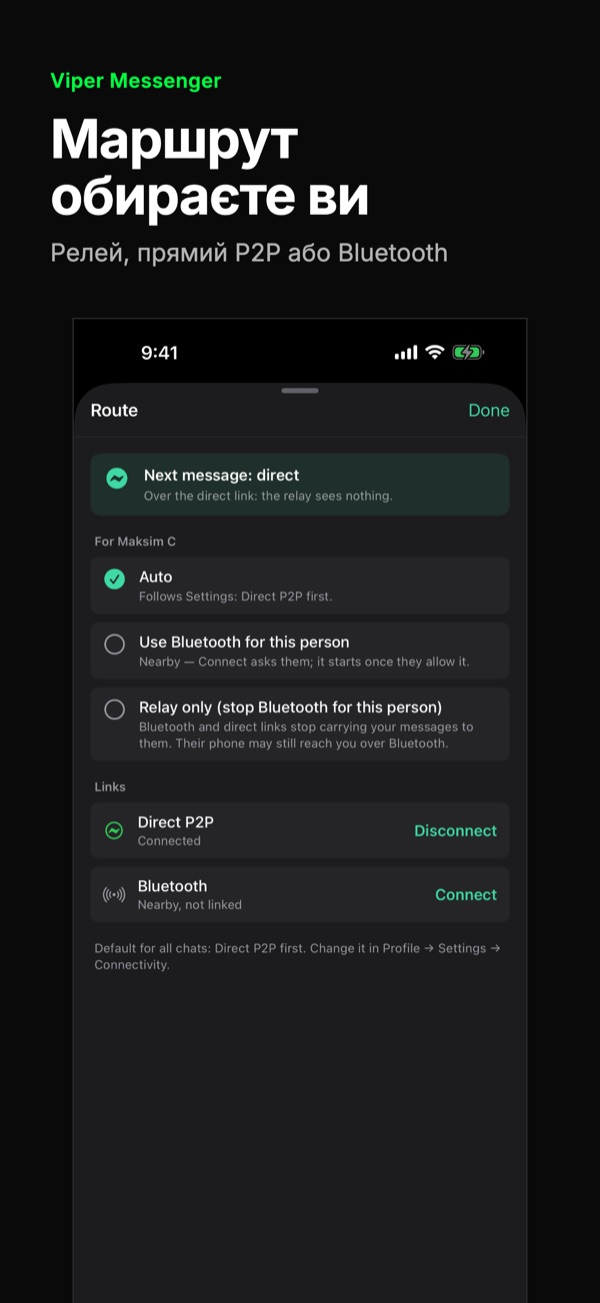 Viper Messenger
Маршрут
обираєте ви
Релей, прямий P2P або Bluetooth
9:41
Route
Done
Next message: direct
Over the direct link: the relay sees nothing.
For Maksim C
Auto
Follows Settings: Direct P2P first.
Use Bluetooth for this person
Nearby — Connect asks them; it starts once they allow it.
Relay only (stop Bluetooth for this person)
Bluetooth and direct links stop carrying your messages to
them. Their phone may still reach you over Bluetooth.
Links
Direct P2P
Connected
Disconnect
Bluetooth
Nearby, not linked
Connect
Default for all chats: Direct P2P first. Change it in Profile → Settings →
Connectivity.